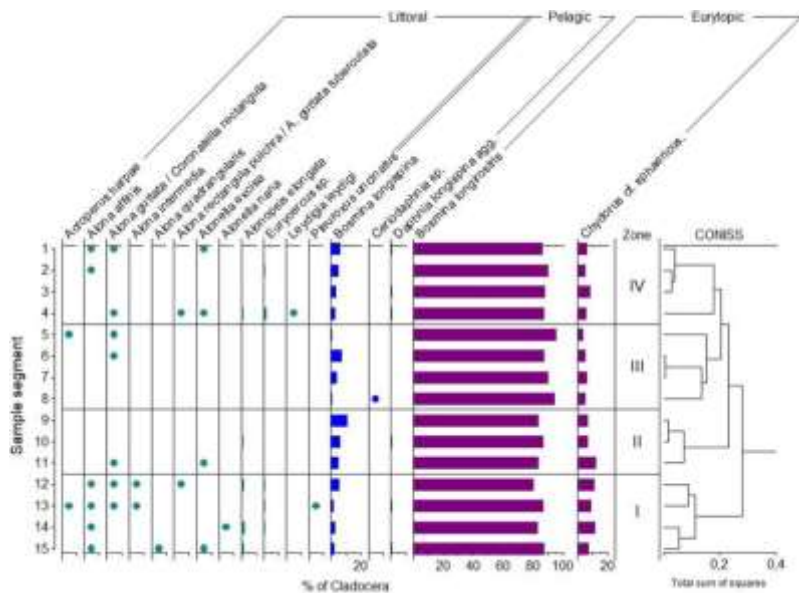 Littoral
Pelagic
Eurytopic
Acroperus harpae
Alona affinis
Alona guttata / Coronatella rectangula
Alona intermedia
Alona quadrangularis
Alona rectangula pulchra / A. guttata tuberculata
Alonella excisa
Alonella nana
Alonopsis elongata
Eurycercus sp.
Leydigia leydigi
Pleuroxus uncinatus
Bosmina longispina
Ceriodaphnia sp.
Daphnia longispina agg.
Bosmina longirostris
Chydorus cf. sphaericus
Zone
CONISS
Sample segment
1
2
3
4
5
6
7
8
9
10
11
12
13
14
15
IV
III
II
I
20
20 40 60 80 100
20
0,2 0.4
% of Cladocera
Total sum of squares